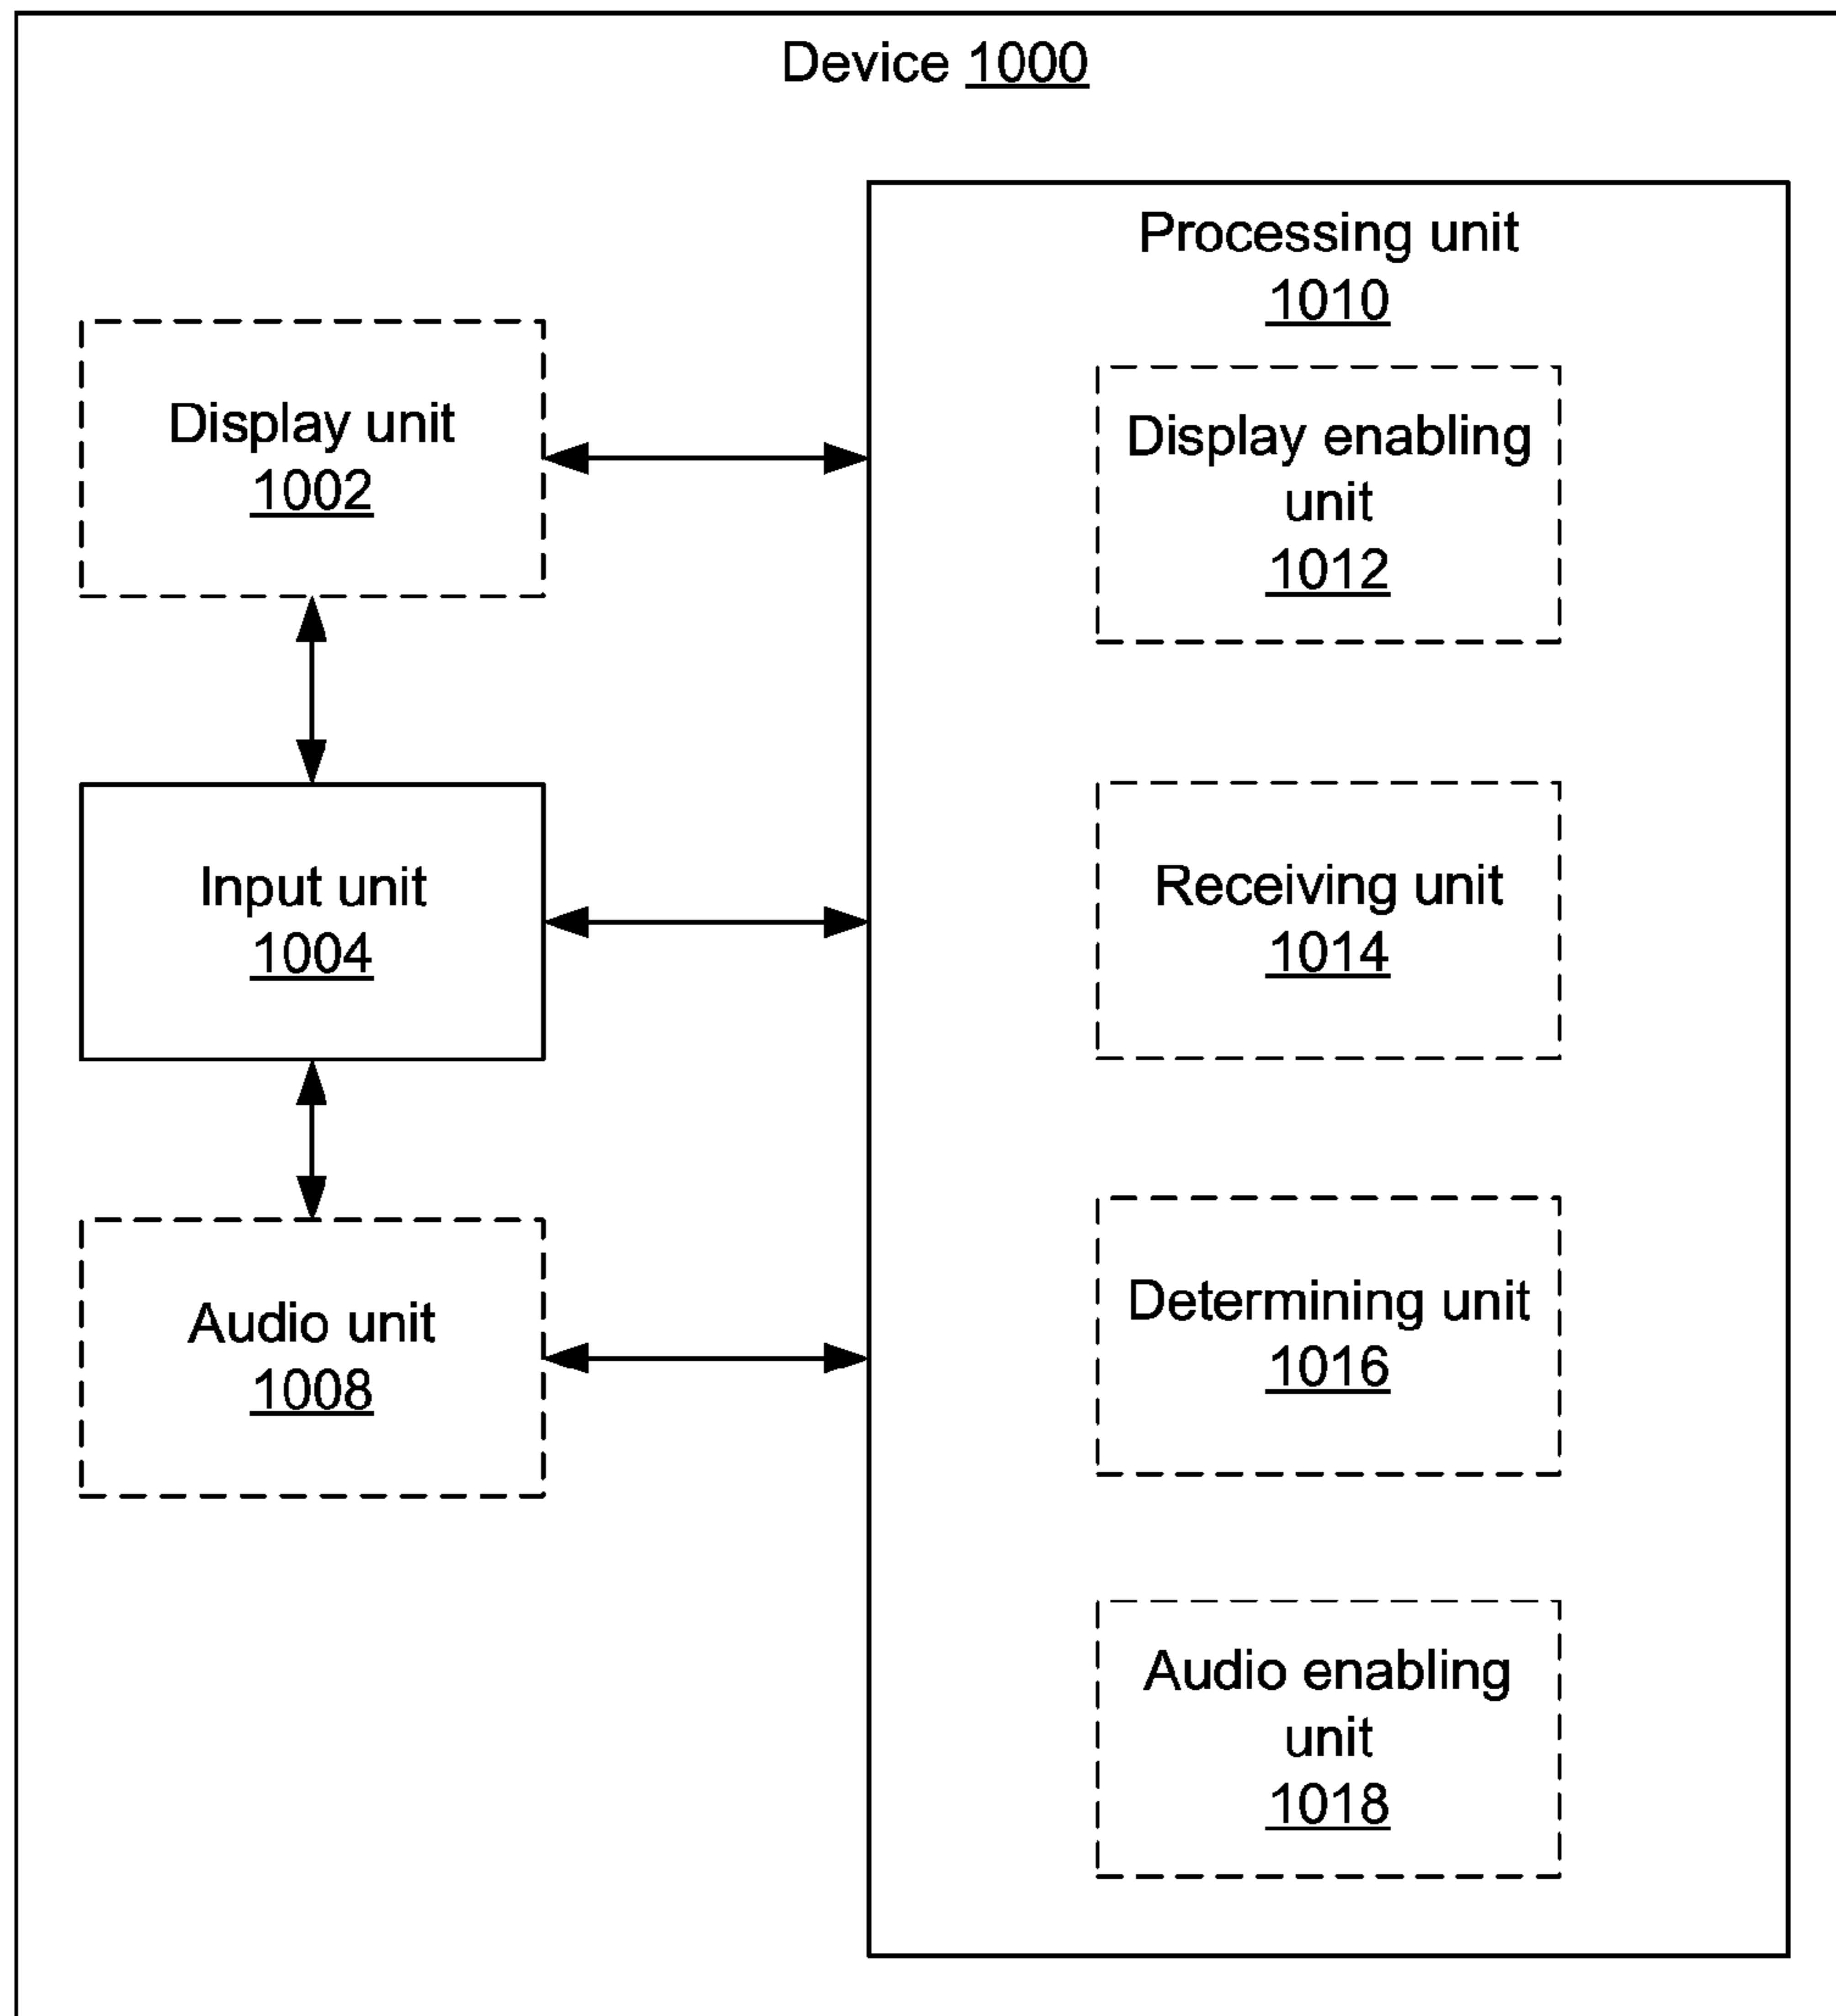 Device 1000
Processing unit
1010
Display unit
1002
Display enabling
unit
1012
Input unit
1004
Receiving unit
1014
Audio unit
1008
Determining unit
1016
Audio enabling
unit
1018